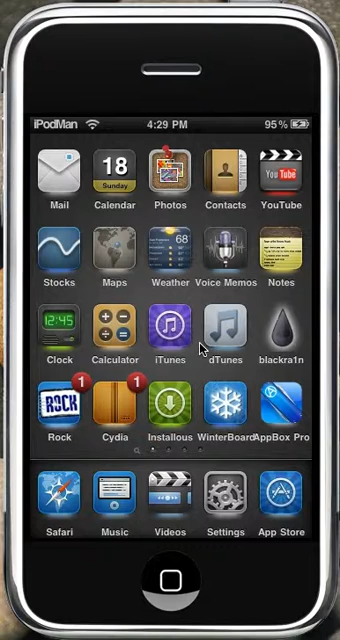 iPodMan 4:29 PM 95%
18
Sunday
You Tube
Mail Calendar Photos Contacts YouTube
68
Stocks Maps Weather Voice Memos Notes
12:45
Clock Calculator iTunes dTunes blackra1n
1 1
ROCK
Rock Cydia Installous WinterBoard AppBox Pro
Safari Music Videos Settings App Store